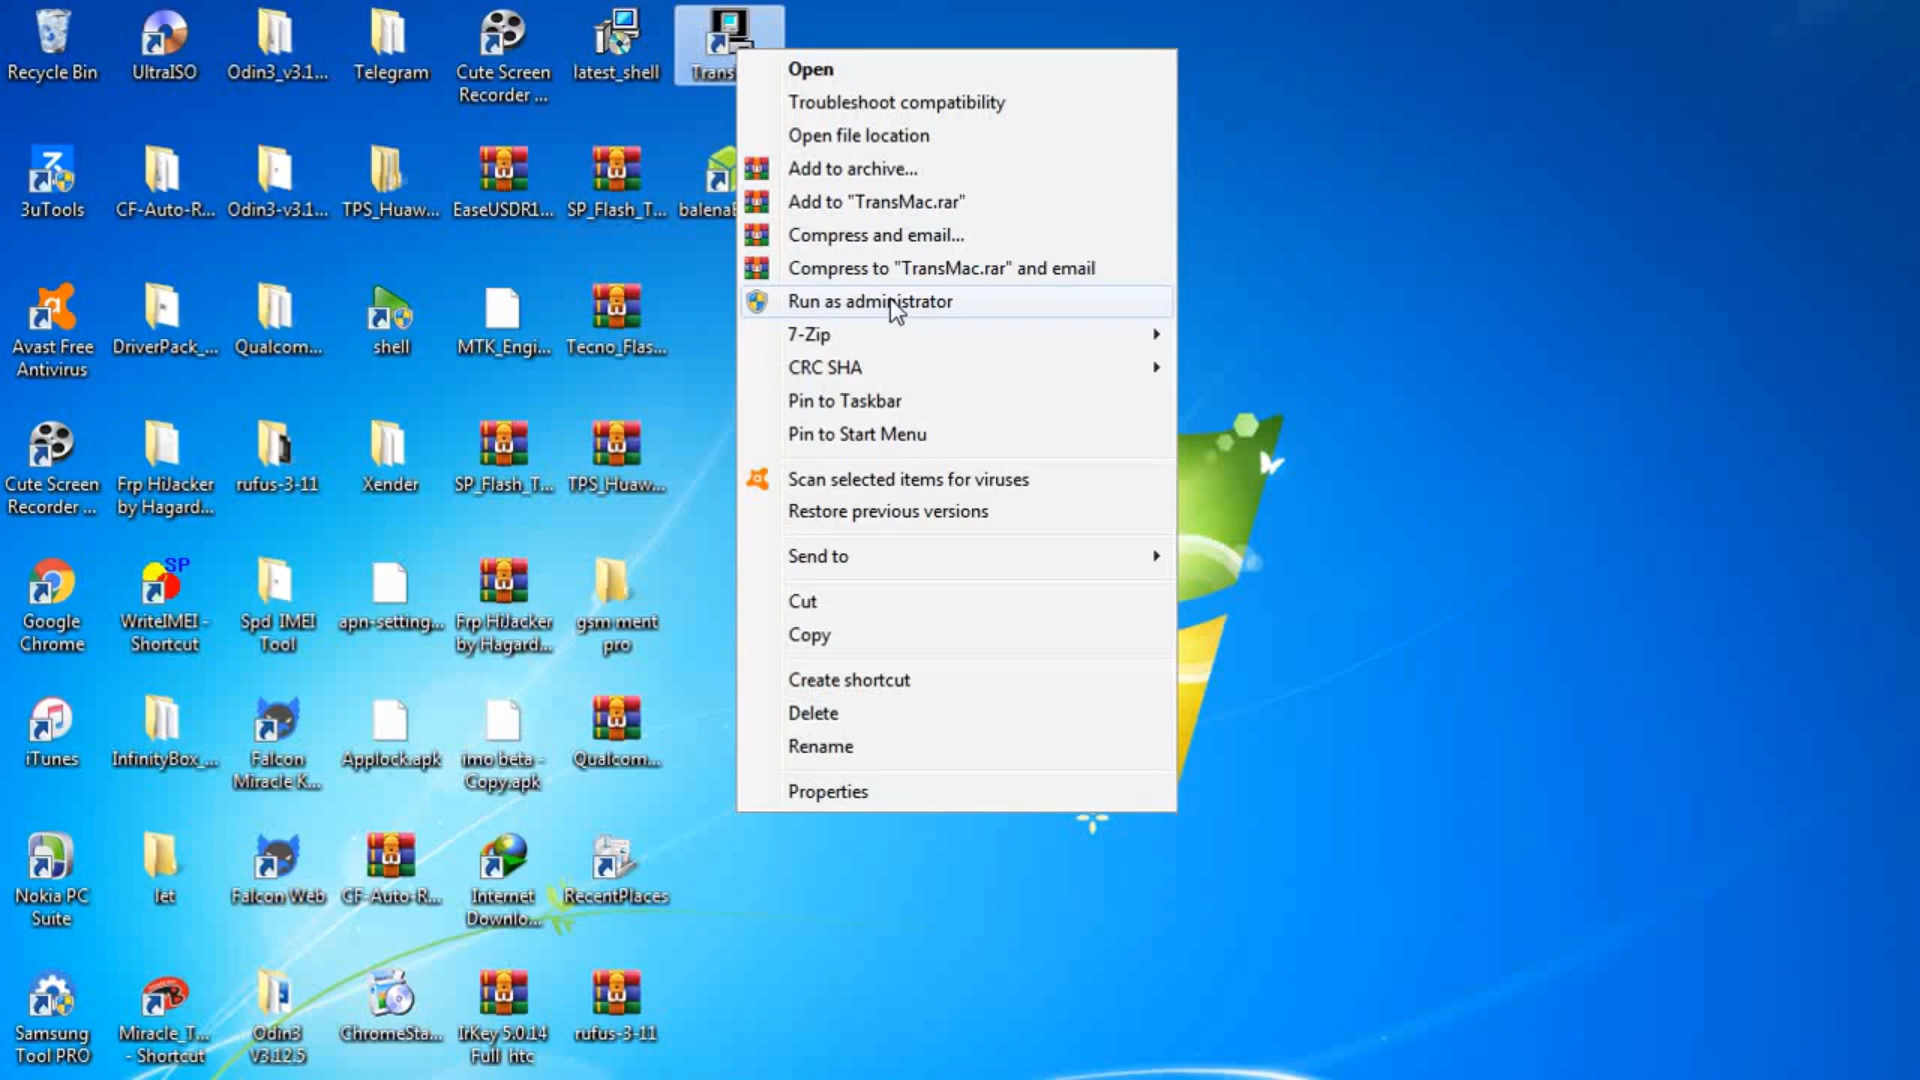 Recycle Bin
UltraISO
Odin3_v3.1...
Telegram
Cute Screen
Recorder ...
latest_shell
Trans
3uTools
CF-Auto-R...
Odin3-v3.1...
TPS_Huaw...
EaseUSDR1...
SP_Flash_T...
balenaE
Avast Free
Antivirus
DriverPack_...
Qualcom...
shell
MTK_Engi...
Tecno_Flas...
Cute Screen
Recorder ...
Frp HiJacker
by Hagard...
rufus-3-11
Xender
SP_Flash_T...
TPS_Huaw...
Google
Chrome
SP
WriteIMEI -
Shortcut
Spd IMEI
Tool
apn-setting...
Frp HiJacker
by Hagard...
gsm ment
pro
iTunes
InfinityBox_...
Falcon
Miracle K...
Applock.apk
imo beta -
Copy.apk
Qualcom...
Nokia PC
Suite
let
Falcon Web
CF-Auto-R...
Internet
Downlo...
RecentPlaces
Samsung
Tool PRO
Miracle_T...
- Shortcut
Odin3
V3.12.5
ChromeSta...
IrKey 5.0.14
Full htc
rufus-3-11
Open
Troubleshoot compatibility
Open file location
Add to archive...
Add to "TransMac.rar"
Compress and email...
Compress to "TransMac.rar" and email
Run as administrator
7-Zip
CRC SHA
Pin to Taskbar
Pin to Start Menu
Scan selected items for viruses
Restore previous versions
Send to
Cut
Copy
Create shortcut
Delete
Rename
Properties